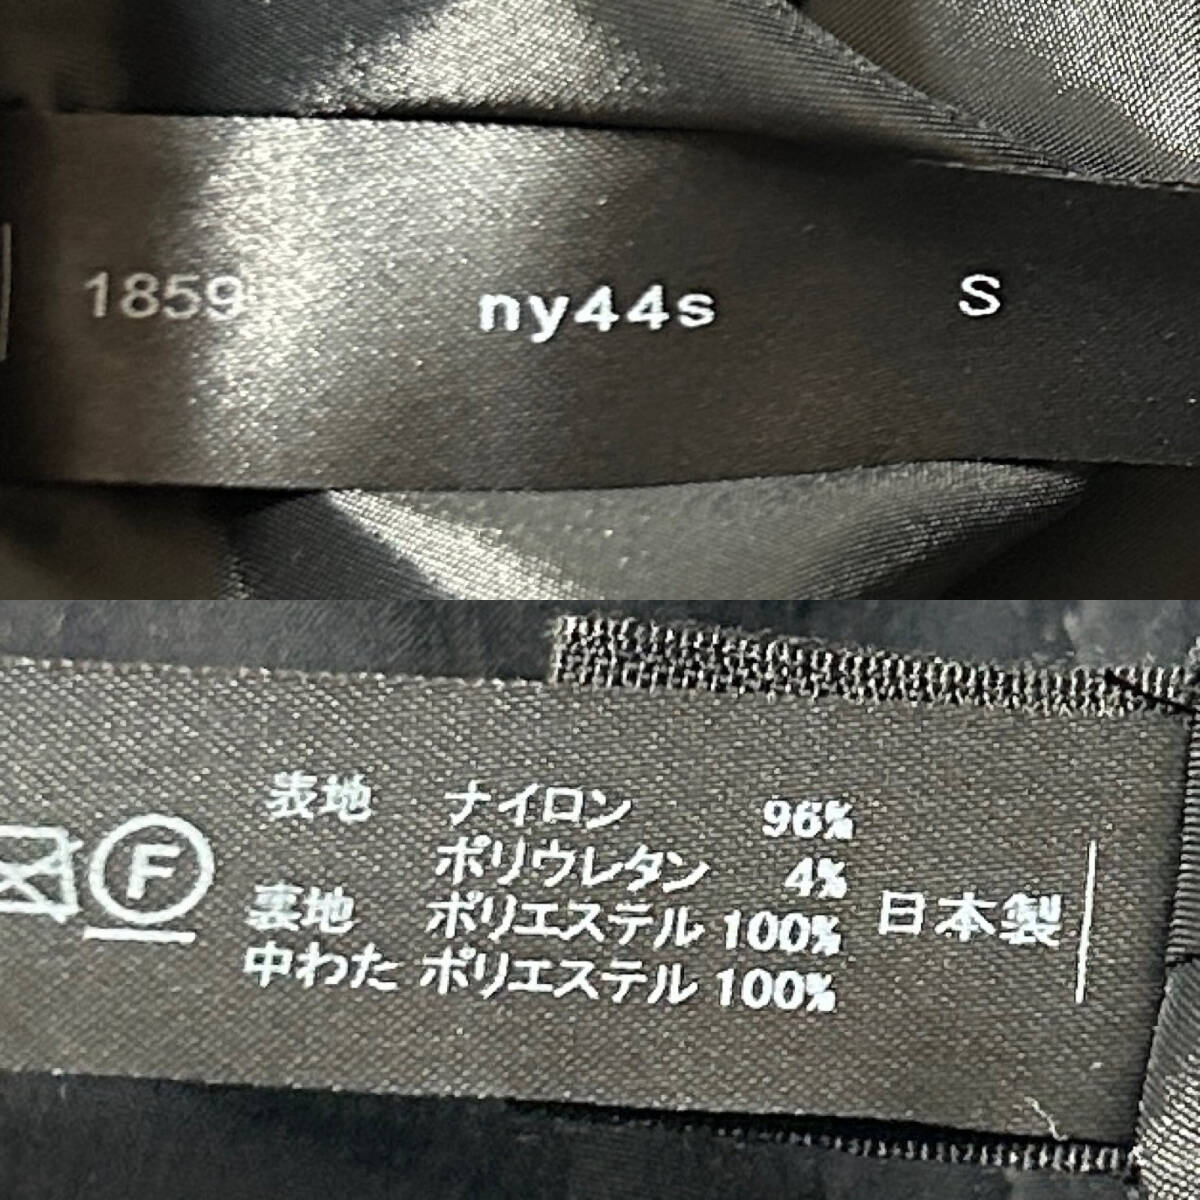 1859 ny44s S
F
表地 ナイロン 96%
ポリウレタン 4%
裏地 ポリエステル 100%
中わた ポリエステル 100%
日本製